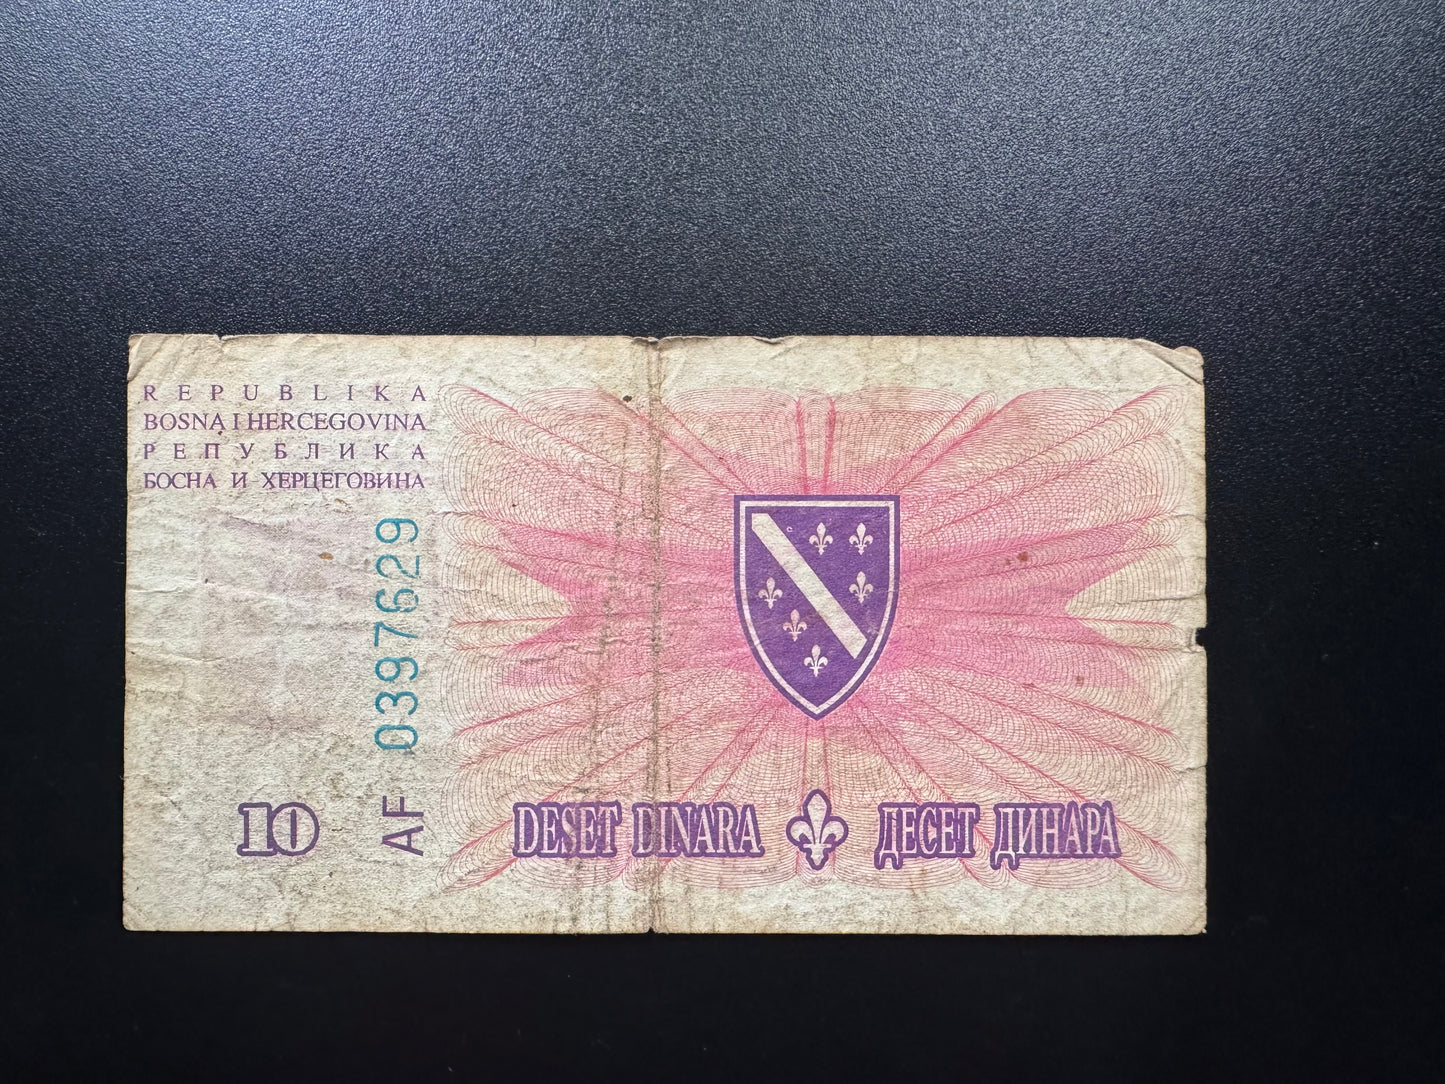 REPUBLIKA
BOSNA I HERCEGOVINA
РЕПУБЛИКА
БОСНА И ХЕРЦЕГОВИНА
AF 0397629
10
DESET DINARA ДЕСЕТ ДИНАРА